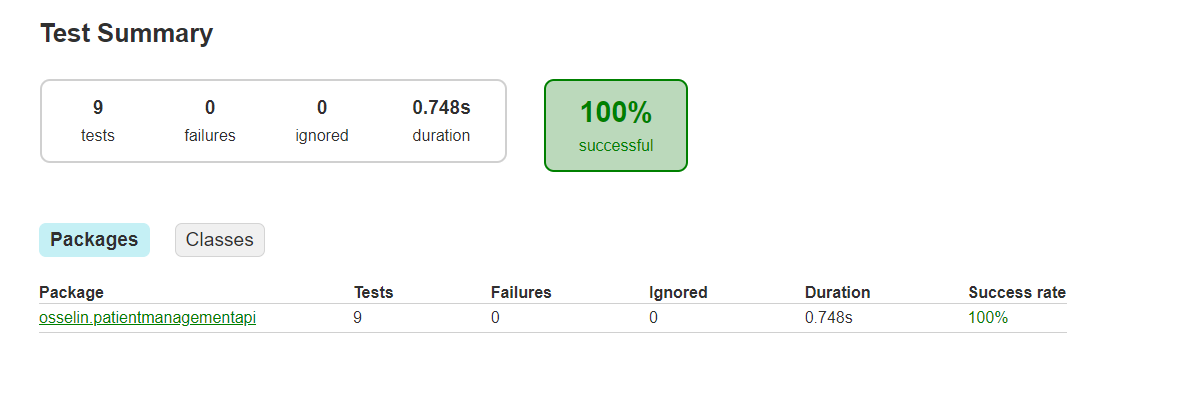 Test Summary
9 0 0 0.748s 100%
tests failures ignored duration successful
Packages Classes
Package Tests Failures Ignored Duration Success rate
osselin.patientmanagementapi 9 0 0 0.748s 100%